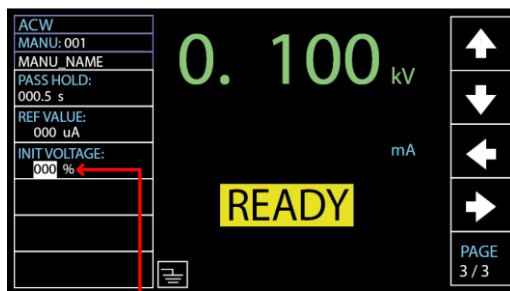 ACW
MANU: 001
MANU_NAME
PASS HOLD:
000.5 s
REF VALUE:
000 uA
INIT VOLTAGE:
000 %
0. 100 kV
mA
READY
PAGE
3 / 3